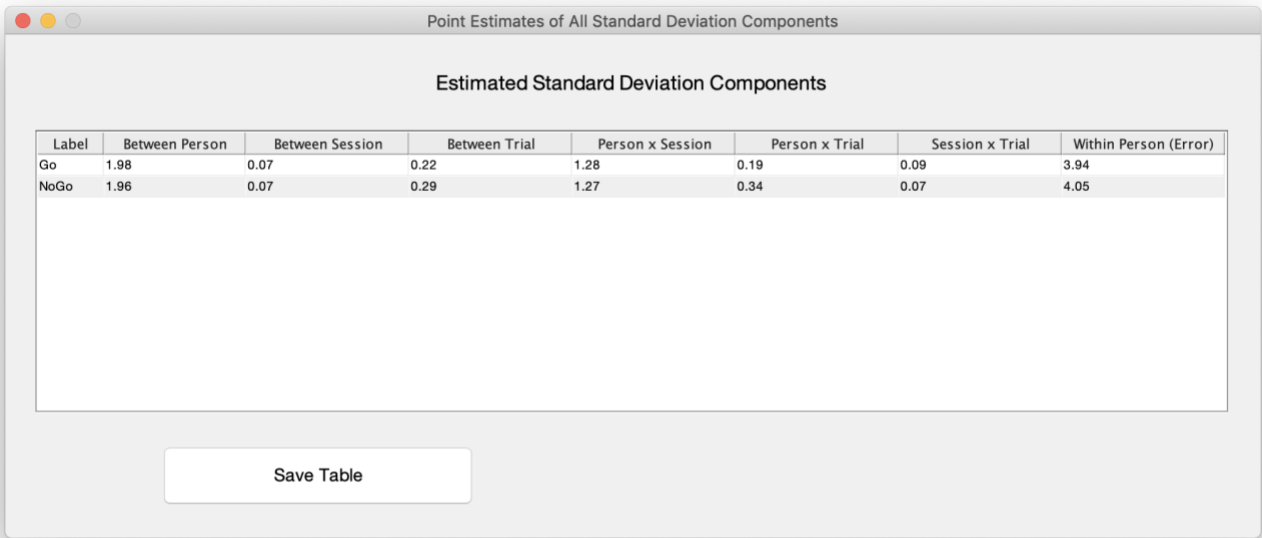 Point Estimates of All Standard Deviation Components
Estimated Standard Deviation Components
Label Between Person Between Session Between Trial Person x Session Person x Trial Session x Trial Within Person (Error)
Go 1.98 0.07 0.22 1.28 0.19 0.09 3.94
NoGo 1.96 0.07 0.29 1.27 0.34 0.07 4.05
Save Table